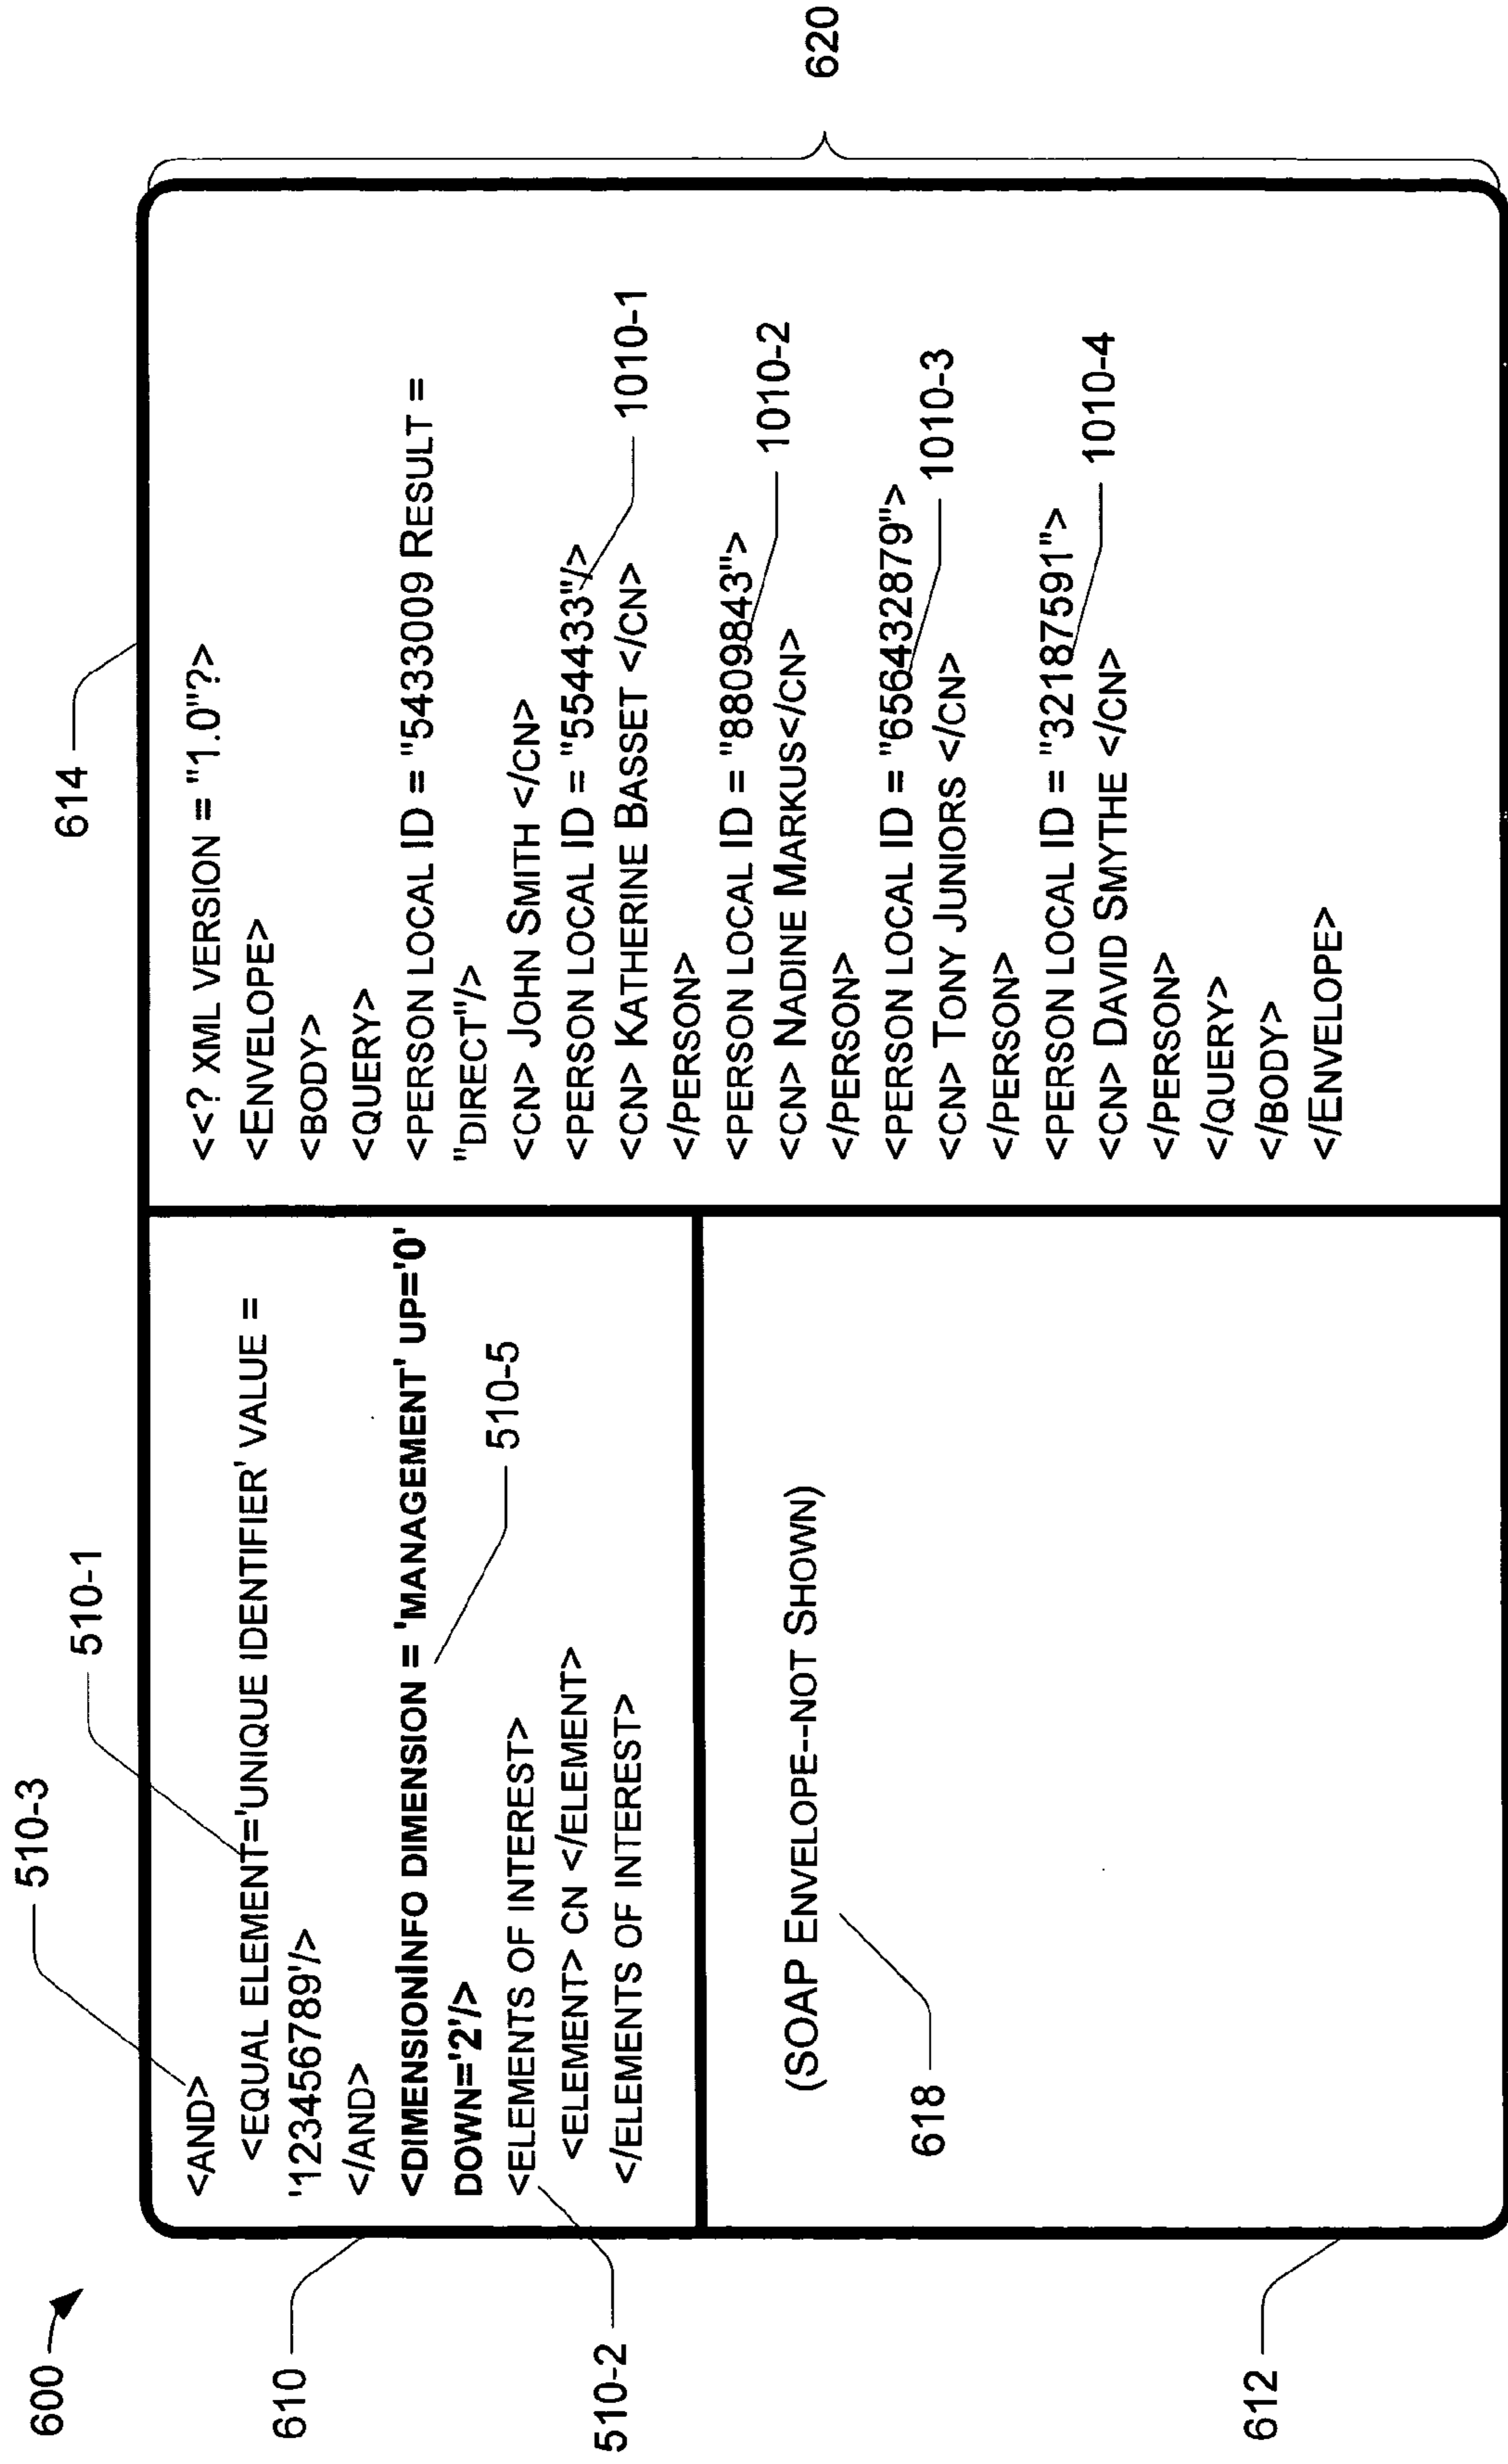 600
510-3
510-1
614
610
<AND>
<EQUAL ELEMENT='UNIQUE IDENTIFIER' VALUE =
'123456789'/>
</AND>
<DIMENSIONINFO DIMENSION = 'MANAGEMENT' UP='0'
DOWN='2'/>
<ELEMENTS OF INTEREST>
<ELEMENT> CN </ELEMENT>
</ELEMENTS OF INTEREST>
510-5
510-2
(SOAP ENVELOPE--NOT SHOWN)
618
612
<<? XML VERSION = "1.0"?>
<ENVELOPE>
<BODY>
<QUERY>
<PERSON LOCAL ID = "5433009 RESULT =
"DIRECT"/>
<CN> JOHN SMITH </CN>
<PERSON LOCAL ID = "554433"/>
<CN> KATHERINE BASSET </CN>
1010-1
</PERSON>
<PERSON LOCAL ID = "8809843">
<CN> NADINE MARKUS</CN>
1010-2
</PERSON>
<PERSON LOCAL ID = "656432879">
<CN> TONY JUNIORS </CN>
1010-3
</PERSON>
<PERSON LOCAL ID = "32187591">
<CN> DAVID SMYTHE </CN>
1010-4
</PERSON>
</QUERY>
</BODY>
</ENVELOPE>
620